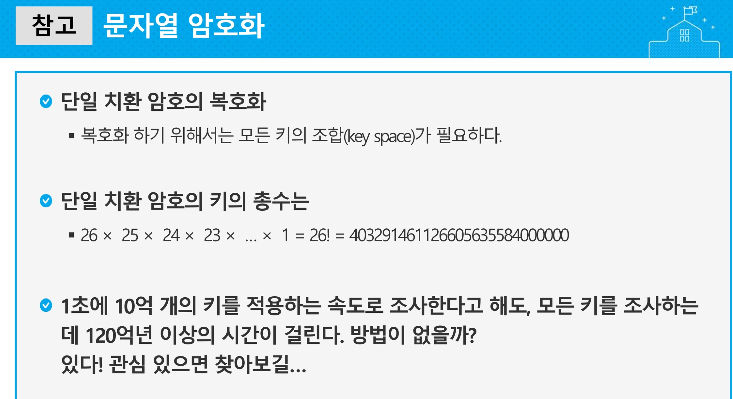 참고 문자열 암호화
단일 치환 암호의 복호화
▪ 복호화 하기 위해서는 모든 키의 조합(key space)가 필요하다.
단일 치환 암호의 키의 총수는
▪ 26 × 25 × 24 × 23 × … × 1 = 26! = 403291461126605635584000000
1초에 10억 개의 키를 적용하는 속도로 조사한다고 해도, 모든 키를 조사하는
데 120억년 이상의 시간이 걸린다. 방법이 없을까?
있다! 관심 있으면 찾아보길…